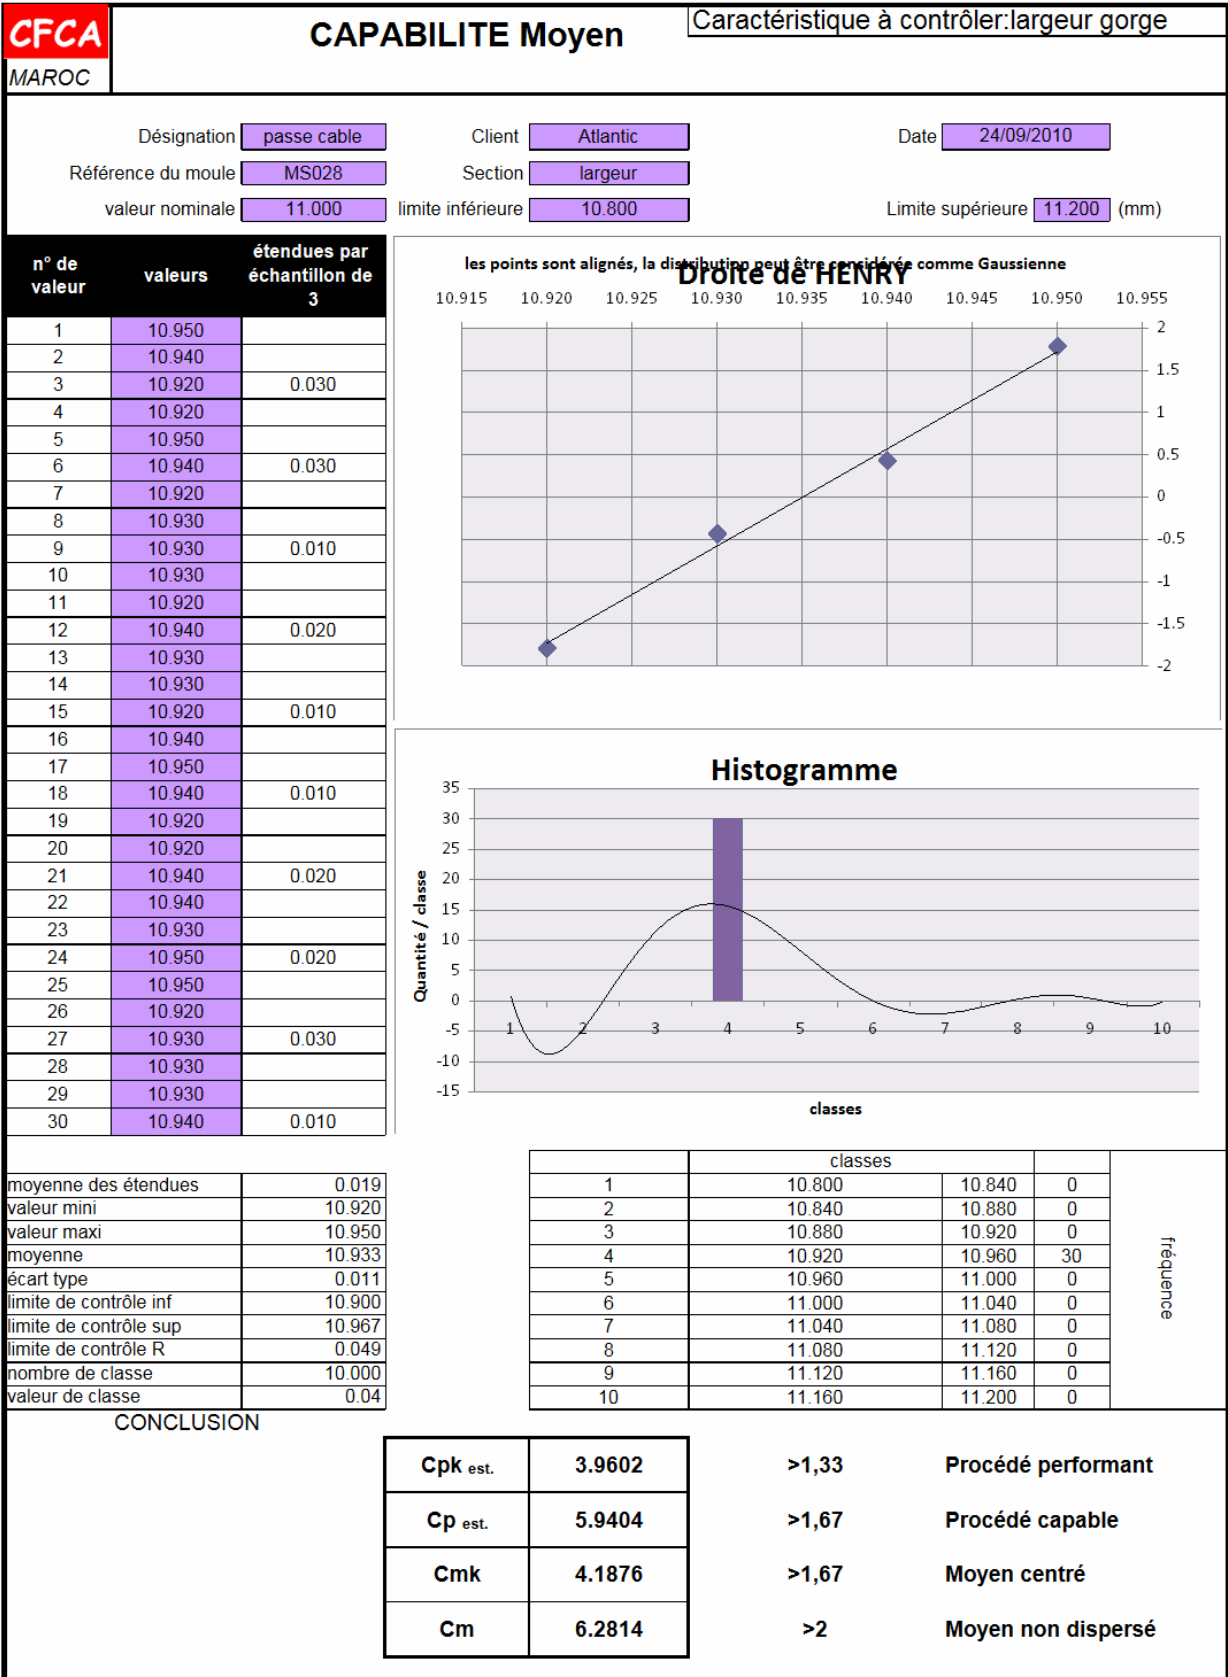 CFCA
MAROC
CAPABILITE Moyen
Caractéristique à contrôler:largeur gorge
Désignation passe cable Client Atlantic Date 24/09/2010
Référence du moule MS028 Section largeur
valeur nominale 11.000 limite inférieure 10.800 Limite supérieure 11.200 (mm)
n° de valeur valeurs étendues par échantillon de 3
1 10.950
2 10.940
3 10.920 0.030
4 10.920
5 10.950
6 10.940 0.030
7 10.920
8 10.930
9 10.930 0.010
10 10.930
11 10.920
12 10.940 0.020
13 10.930
14 10.930
15 10.920 0.010
16 10.940
17 10.950
18 10.940 0.010
19 10.920
20 10.920
21 10.940 0.020
22 10.940
23 10.930
24 10.950 0.020
25 10.950
26 10.920
27 10.930 0.030
28 10.930
29 10.930
30 10.940 0.010
les points sont alignés, la distribution peut être considérée comme Gaussienne
Droite de HENRY
10.915 10.920 10.925 10.930 10.935 10.940 10.945 10.950 10.955
2
1.5
1
0.5
0
-0.5
-1
-1.5
-2
Histogramme
Quantité / classe
35
30
25
20
15
10
5
0
-5
-10
-15
1 2 3 4 5 6 7 8 9 10
classes
moyenne des étendues 0.019
valeur mini 10.920
valeur maxi 10.950
moyenne 10.933
écart type 0.011
limite de contrôle inf 10.900
limite de contrôle sup 10.967
limite de contrôle R 0.049
nombre de classe 10.000
valeur de classe 0.04
classes
1 10.800 10.840 0
2 10.840 10.880 0
3 10.880 10.920 0
4 10.920 10.960 30
5 10.960 11.000 0
6 11.000 11.040 0
7 11.040 11.080 0
8 11.080 11.120 0
9 11.120 11.160 0
10 11.160 11.200 0
fréquence
CONCLUSION
Cpk est. 3.9602 >1,33 Procédé performant
Cp est. 5.9404 >1,67 Procédé capable
Cmk 4.1876 >1,67 Moyen centré
Cm 6.2814 >2 Moyen non dispersé